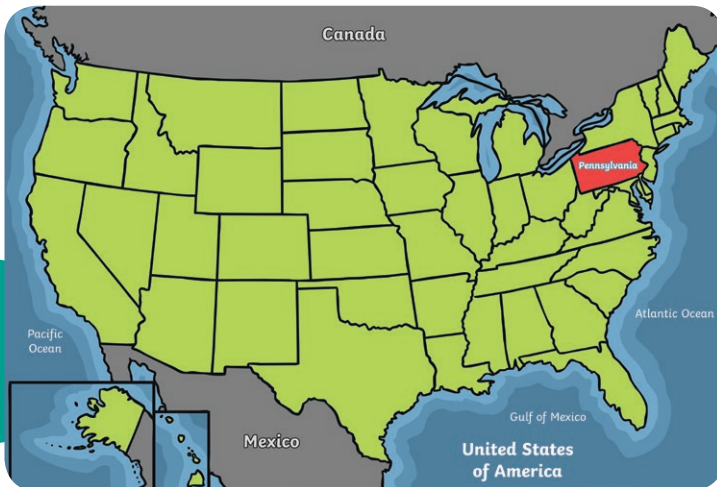 Canada
Pennsylvania
Pacific
Ocean
Atlantic Ocean
Gulf of Mexico
Mexico
United States
of America